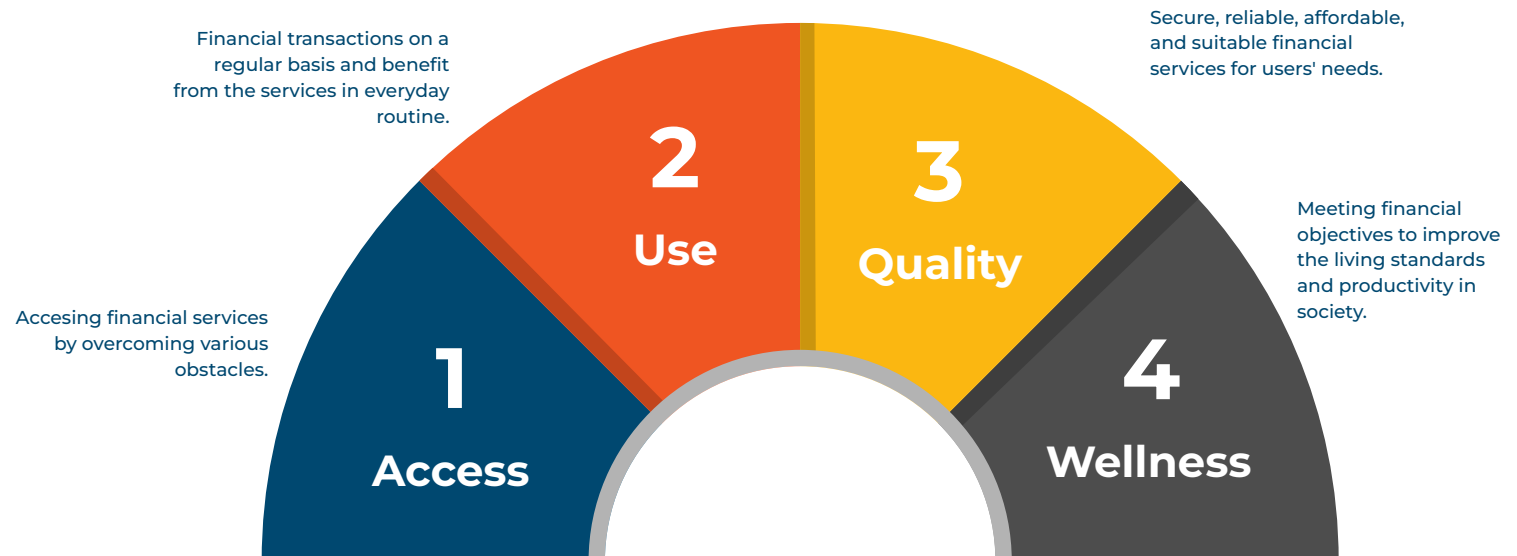 Accesing financial services
by overcoming various
obstacles.
1
Access
Financial transactions on a
regular basis and benefit
from the services in everyday
routine.
2
Use
Secure, reliable, affordable,
and suitable financial
services for users' needs.
3
Quality
Meeting financial
objectives to improve
the living standards
and productivity in
society.
4
Wellness